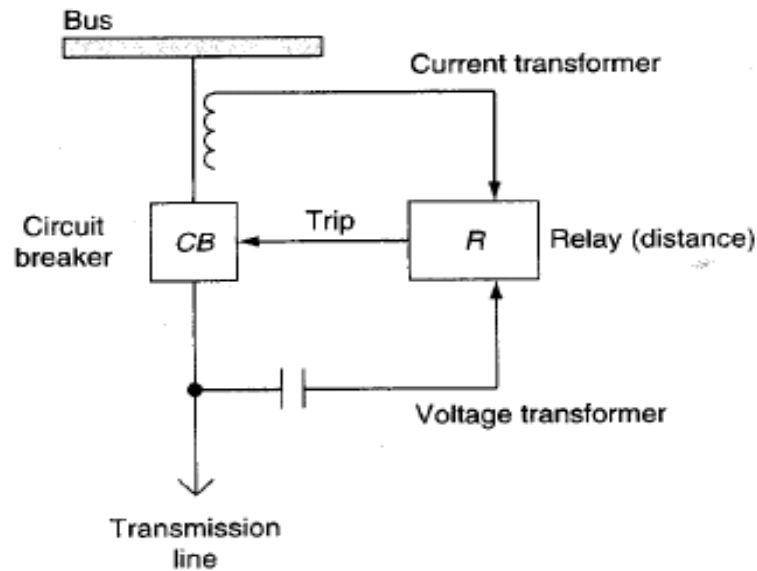 Bus
Current transformer
Circuit
breaker
CB
Trip
R
Relay (distance)
Voltage transformer
Transmission
line